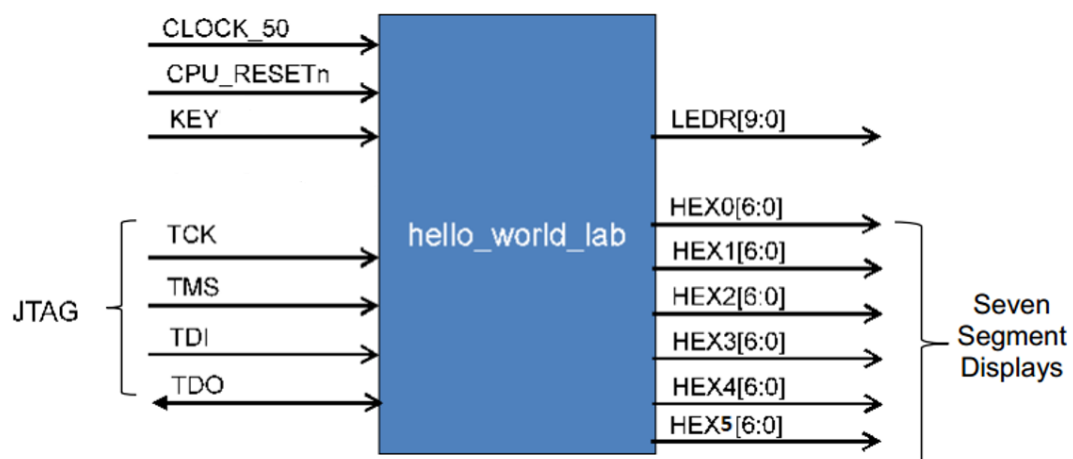 CLOCK_50
CPU_RESETn
KEY
JTAG
TCK
TMS
TDI
TDO
hello_world_lab
LEDR[9:0]
HEX0[6:0]
HEX1[6:0]
HEX2[6:0]
HEX3[6:0]
HEX4[6:0]
HEX5[6:0]
Seven
Segment
Displays